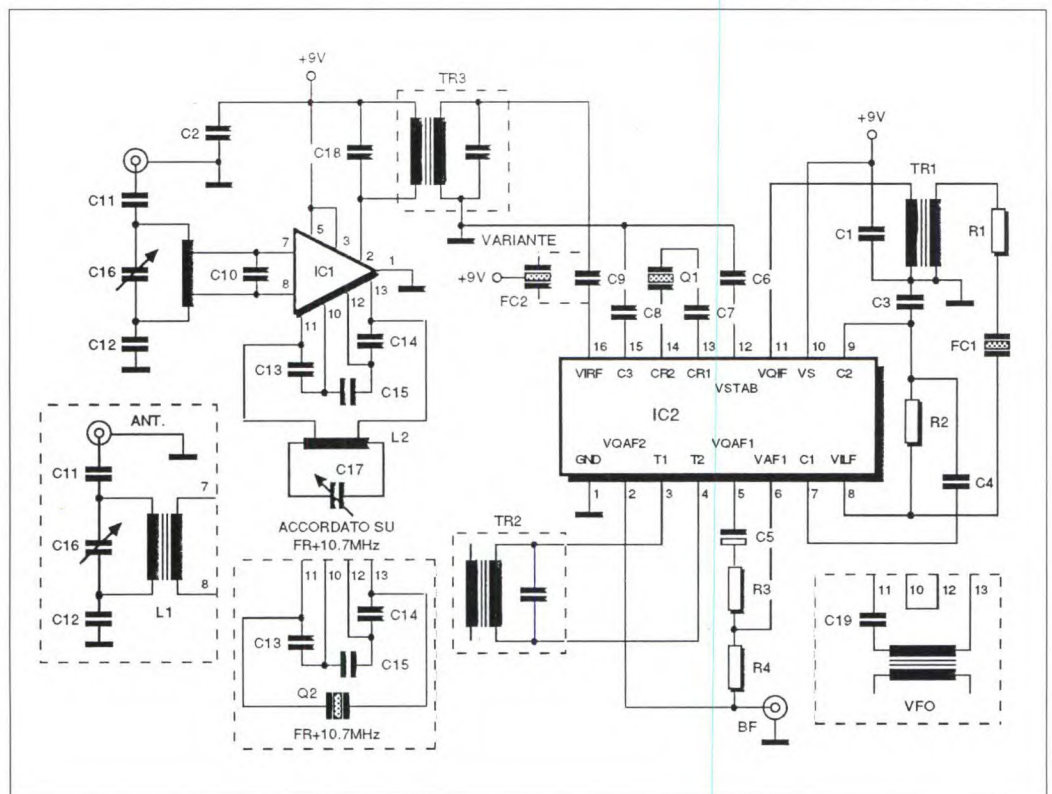 +9V
TR3
C2
C18
C11
C16
C10
C12
7
8
5
3
2
1
IC1
11
10
12
13
C13
C14
C15
L2
C17
ACCORDATO SU
FR+10.7MHz
VARIANTE
+9V
FC2
C9
C8
Q1
C7
C6
+9V
TR1
C1
R1
C3
FC1
16
15
14
13
12
11
10
9
VIRF
C3
CR2
CR1
VSTAB
VQIF
VS
C2
IC2
VQAF2
VQAF1
GND
T1
T2
VAF1
C1
VILF
1
2
3
4
5
6
7
8
R2
C4
C5
R3
R4
BF
TR2
ANT.
C11
C16
C12
7
8
L1
11
10
12
13
C13
C14
C15
Q2
FR+10.7MHz
11
10
12
13
C19
VFO